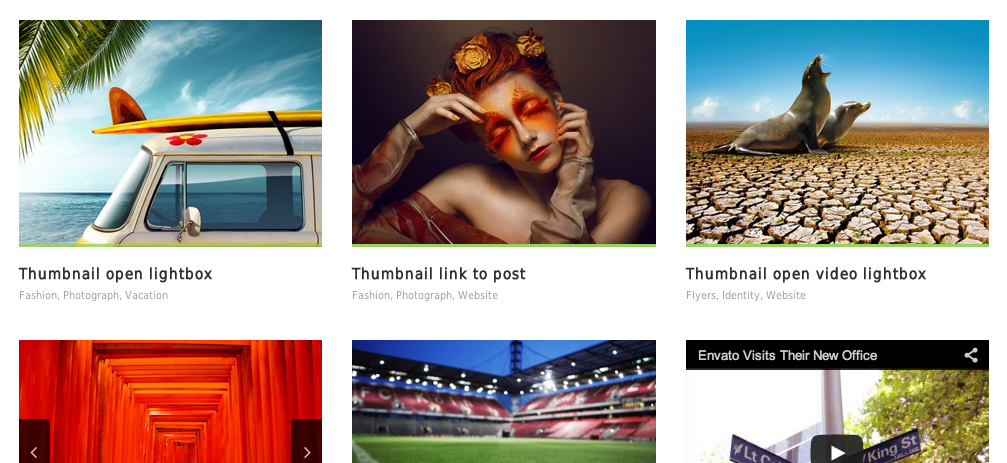 Thumbnail open lightbox
Fashion, Photograph, Vacation
Thumbnail link to post
Fashion, Photograph, Website
Thumbnail open video lightbox
Flyers, Identity, Website
Envato Visits Their New Office
King St